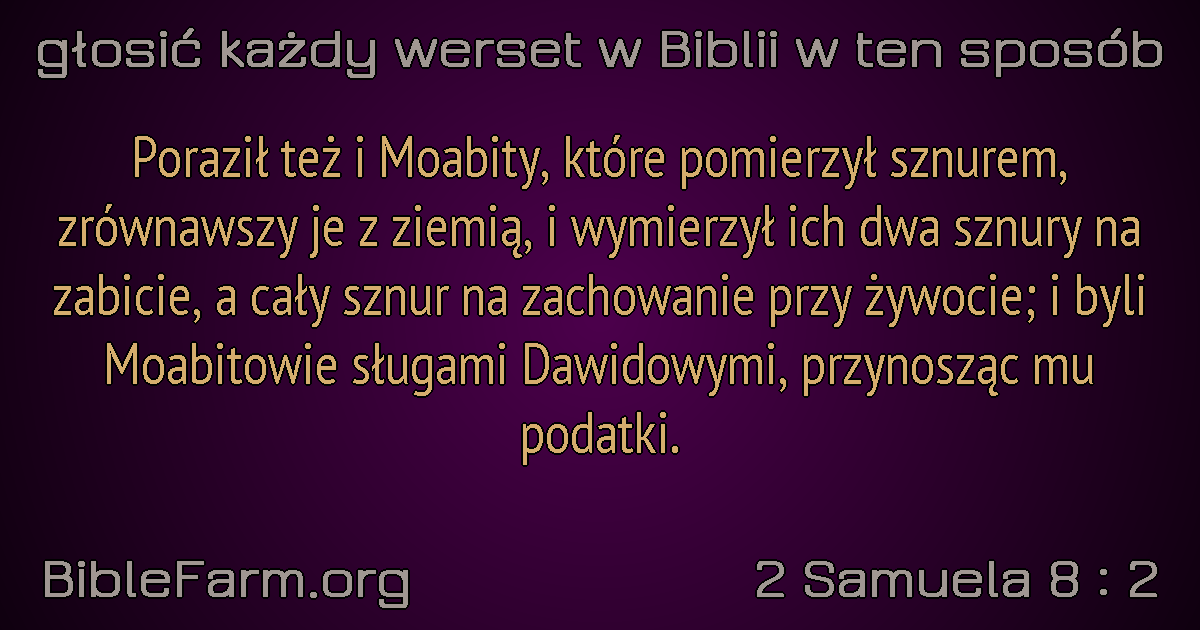 głosić każdy werset w Biblii w ten sposób
Poraził też i Moabity, które pomierzył sznurem,
zrównawszy je z ziemią, i wymierzył ich dwa sznury na
zabicie, a cały sznur na zachowanie przy żywocie; i byli
Moabitowie sługami Dawidowymi, przynosząc mu
podatki.
BibleFarm.org
2 Samuela 8 : 2